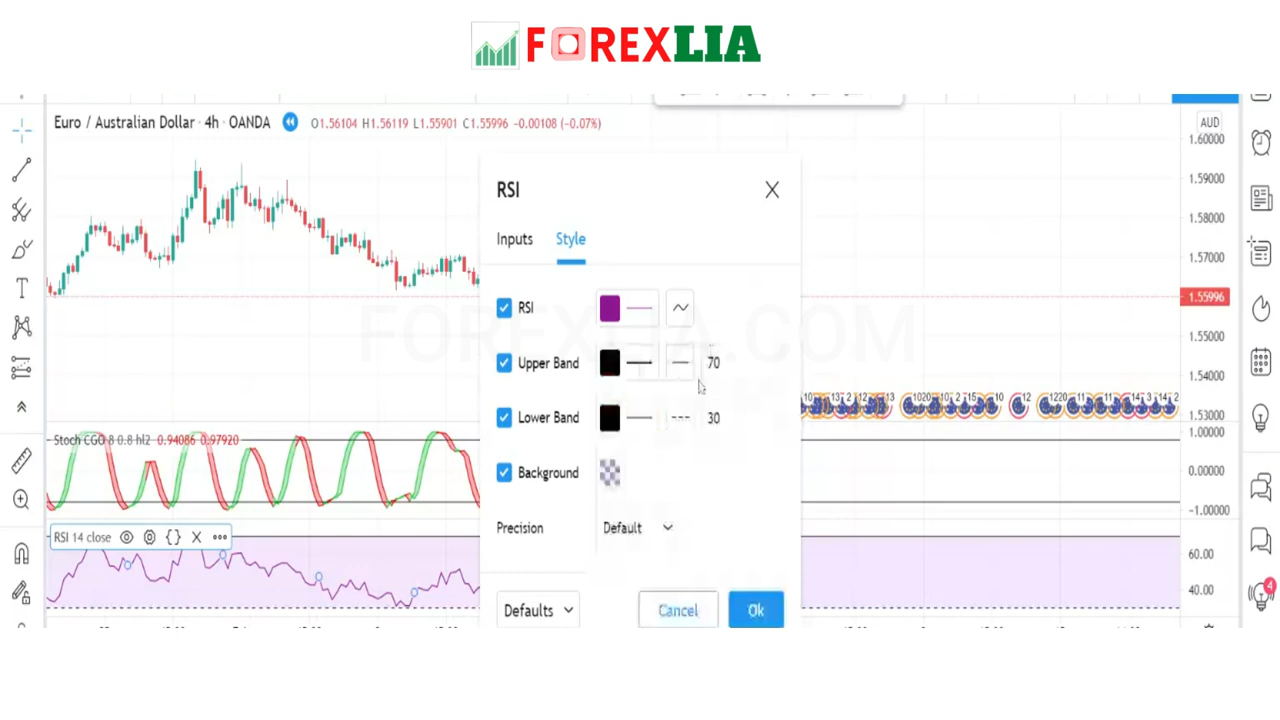 FOREXLIA
Euro / Australian Dollar · 4h · OANDA O1.56104 H1.56119 L1.55901 C1.55996 -0.00108 (-0.07%)
AUD
1.60000
1.59000
1.58000
1.57000
1.55996
1.55000
1.54000
1.53000
RSI
Inputs Style
RSI
Upper Band 70
Lower Band 30
Background
Precision Default
Defaults Cancel Ok
FOREXLIA.COM
Stoch CGO 8 0.8 hl2 0.94086 0.97920
1.00000
0.00000
-1.00000
RSI 14 close
60.00
40.00
4